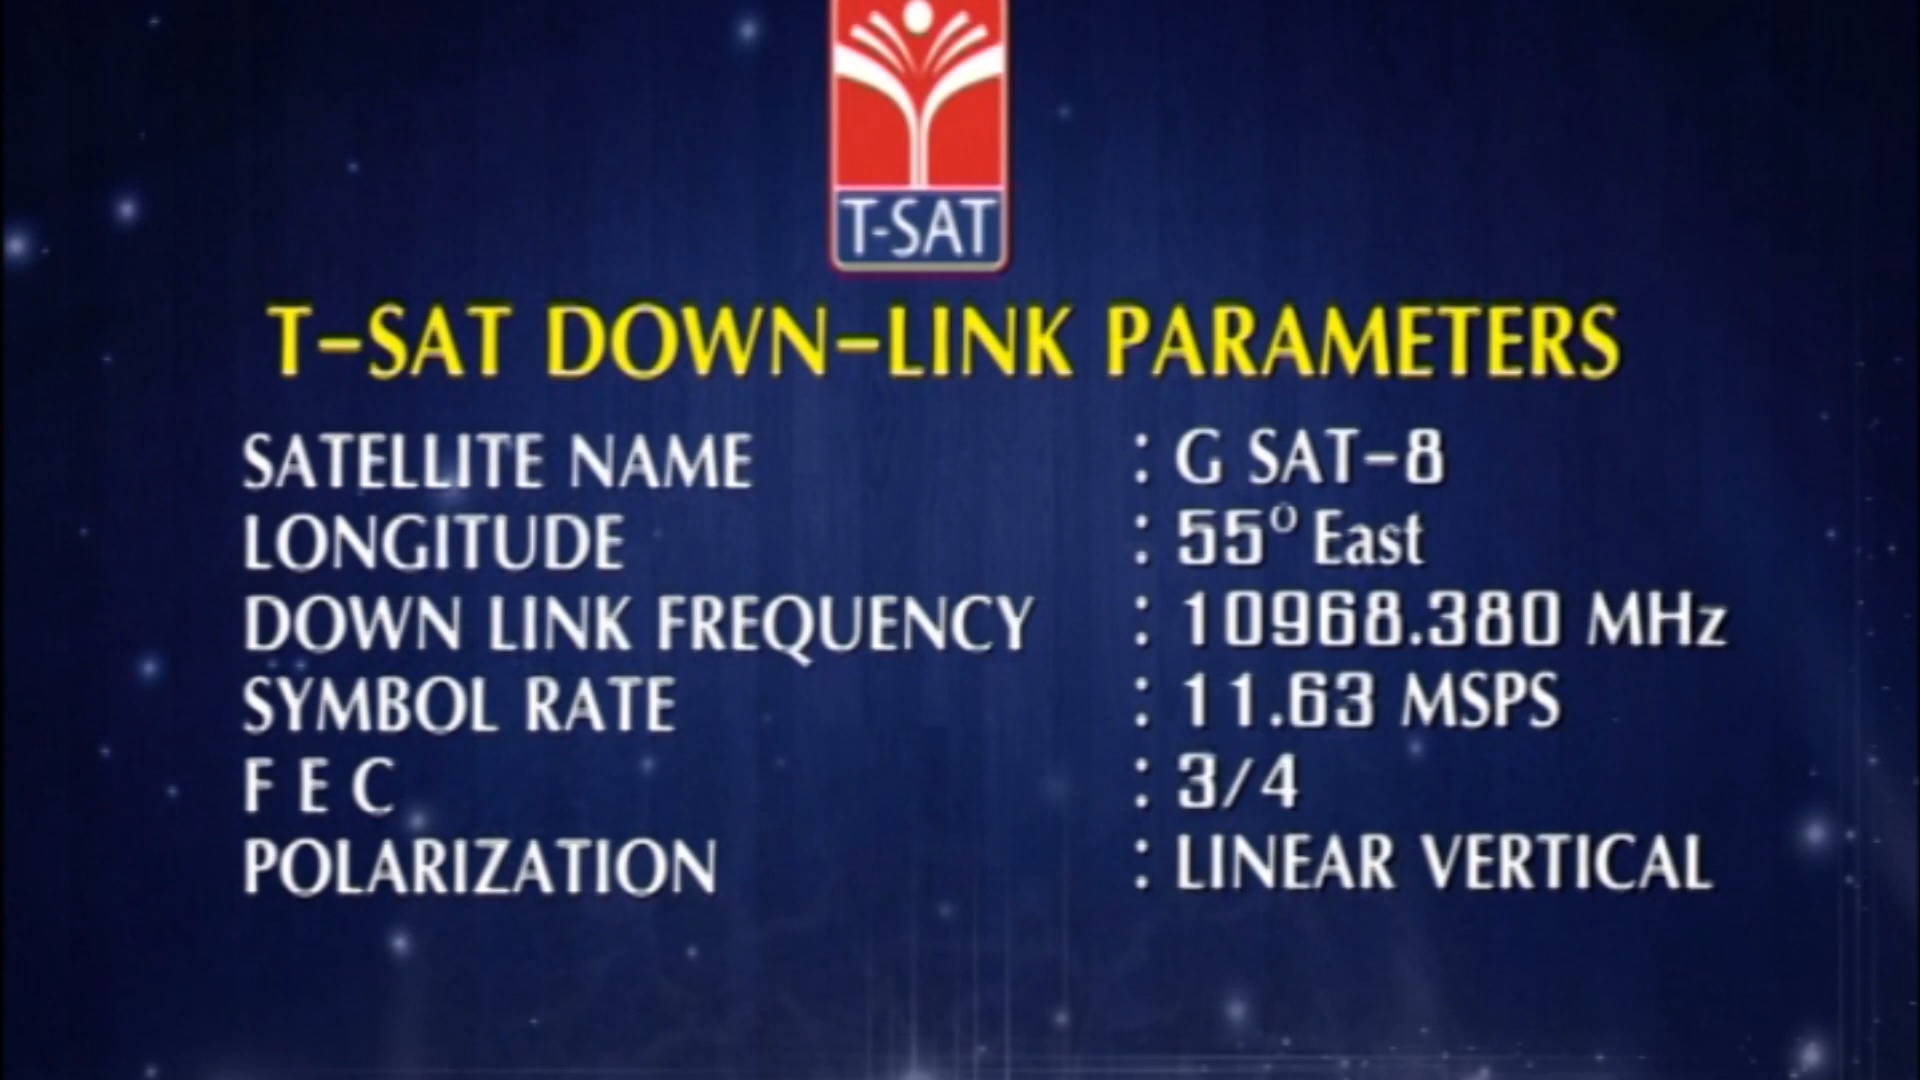 T-SAT
T-SAT DOWN-LINK PARAMETERS
SATELLITE NAME : G SAT-8
LONGITUDE : 55° East
DOWN LINK FREQUENCY : 10968.380 MHz
SYMBOL RATE : 11.63 MSPS
F E C : 3/4
POLARIZATION : LINEAR VERTICAL